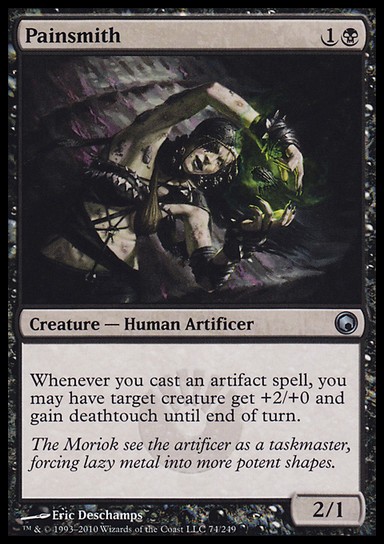 Painsmith 1
Creature — Human Artificer
Whenever you cast an artifact spell, you
may have target creature get +2/+0 and
gain deathtouch until end of turn.
The Moriok see the artificer as a taskmaster,
forcing lazy metal into more potent shapes.
Eric Deschamps
™ & © 1993–2010 Wizards of the Coast LLC 74/249
2/1